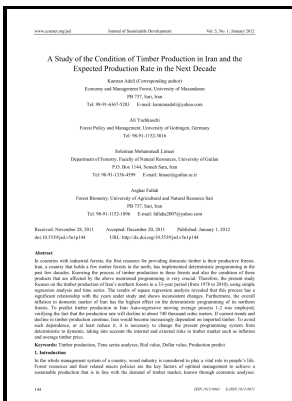 www.ccsenet.org/jsd Journal of Sustainable Development Vol. 5, No. 1; January 2012
A Study of the Condition of Timber Production in Iran and the
Expected Production Rate in the Next Decade
Kamran Adeli (Corresponding author)
Economy and Management Forest, University of Mazandaran
PB 737, Sari, Iran
Tel: 98-91-6367-5283 E-mail: kamranadeli@yahoo.com
Ali Yachkaschi
Forest Policy and Management, University of Gottingen, Germany
Tel: 98-91-1152-3016
Soleiman Mohammadi Limaei
Department of Forestry, Faculty of Natural Resources, University of Guilan
P.O. Box 1144, Someh Sara, Iran
Tel: 98-91-1336-4599 E-mail: limaei@guilan.ac.ir
Asghar Fallah
Forest Biometry, University of Agricultural and Natural Resource Sari
PB 737, Sari, Iran
Tel: 98-91-1152-1898 E-mail: fallaha2007@yahoo.com
Received: November 28, 2011 Accepted: December 20, 2011 Published: January 1, 2012
doi:10.5539/jsd.v5n1p144 URL: http://dx.doi.org/10.5539/jsd.v5n1p144
Abstract
In countries with industrial forests, the first resource for providing domestic timber is their productive forests.
Iran, a country that holds a few timber forests in the north, has implemented deterministic programming in the
past few decades. Knowing the process of timber production in those forests and also the condition of these
products that are affected by the above mentioned programming is very crucial. Therefore, the present study
focuses on the timber production of Iran's northern forests in a 33-year period (from to 2010), using simple
regression analysis and time series. The results of square regression analysis revealed that this process has a
significant relationship with the years under study and shows inconsistent changes. Furthermore, the overall
inflation in domestic market of Iran has the highest effect on the deterministic programming of its northern
forests. To predict timber production in Iran Auto-regressive moving average process 1-1-2 was employed,
verifying the fact that the production rate will decline to about 740 thousand cubic meters. If current trend and
decline in timber production continue, Iran would become increasingly dependent on imported timber. To avoid
such dependence, or at least reduce it, it is necessary to change the present programming system from
deterministic to dynamic, taking into account the internal and external risks in timber market such as inflation
and average timber price.
Keywords: Timber production, Time series analyses, Real value, Dollar value, Production predict
1. Introduction
In the whole management system of a country, wood industry is considered to play a vital role in people's life.
Forest resources and their related macro policies are the key factors of optimal management to achieve a
sustainable production that is in line with the demand of timber market, known through economic analyses.
144 ISSN 1913-9063 E-ISSN 1913-9071